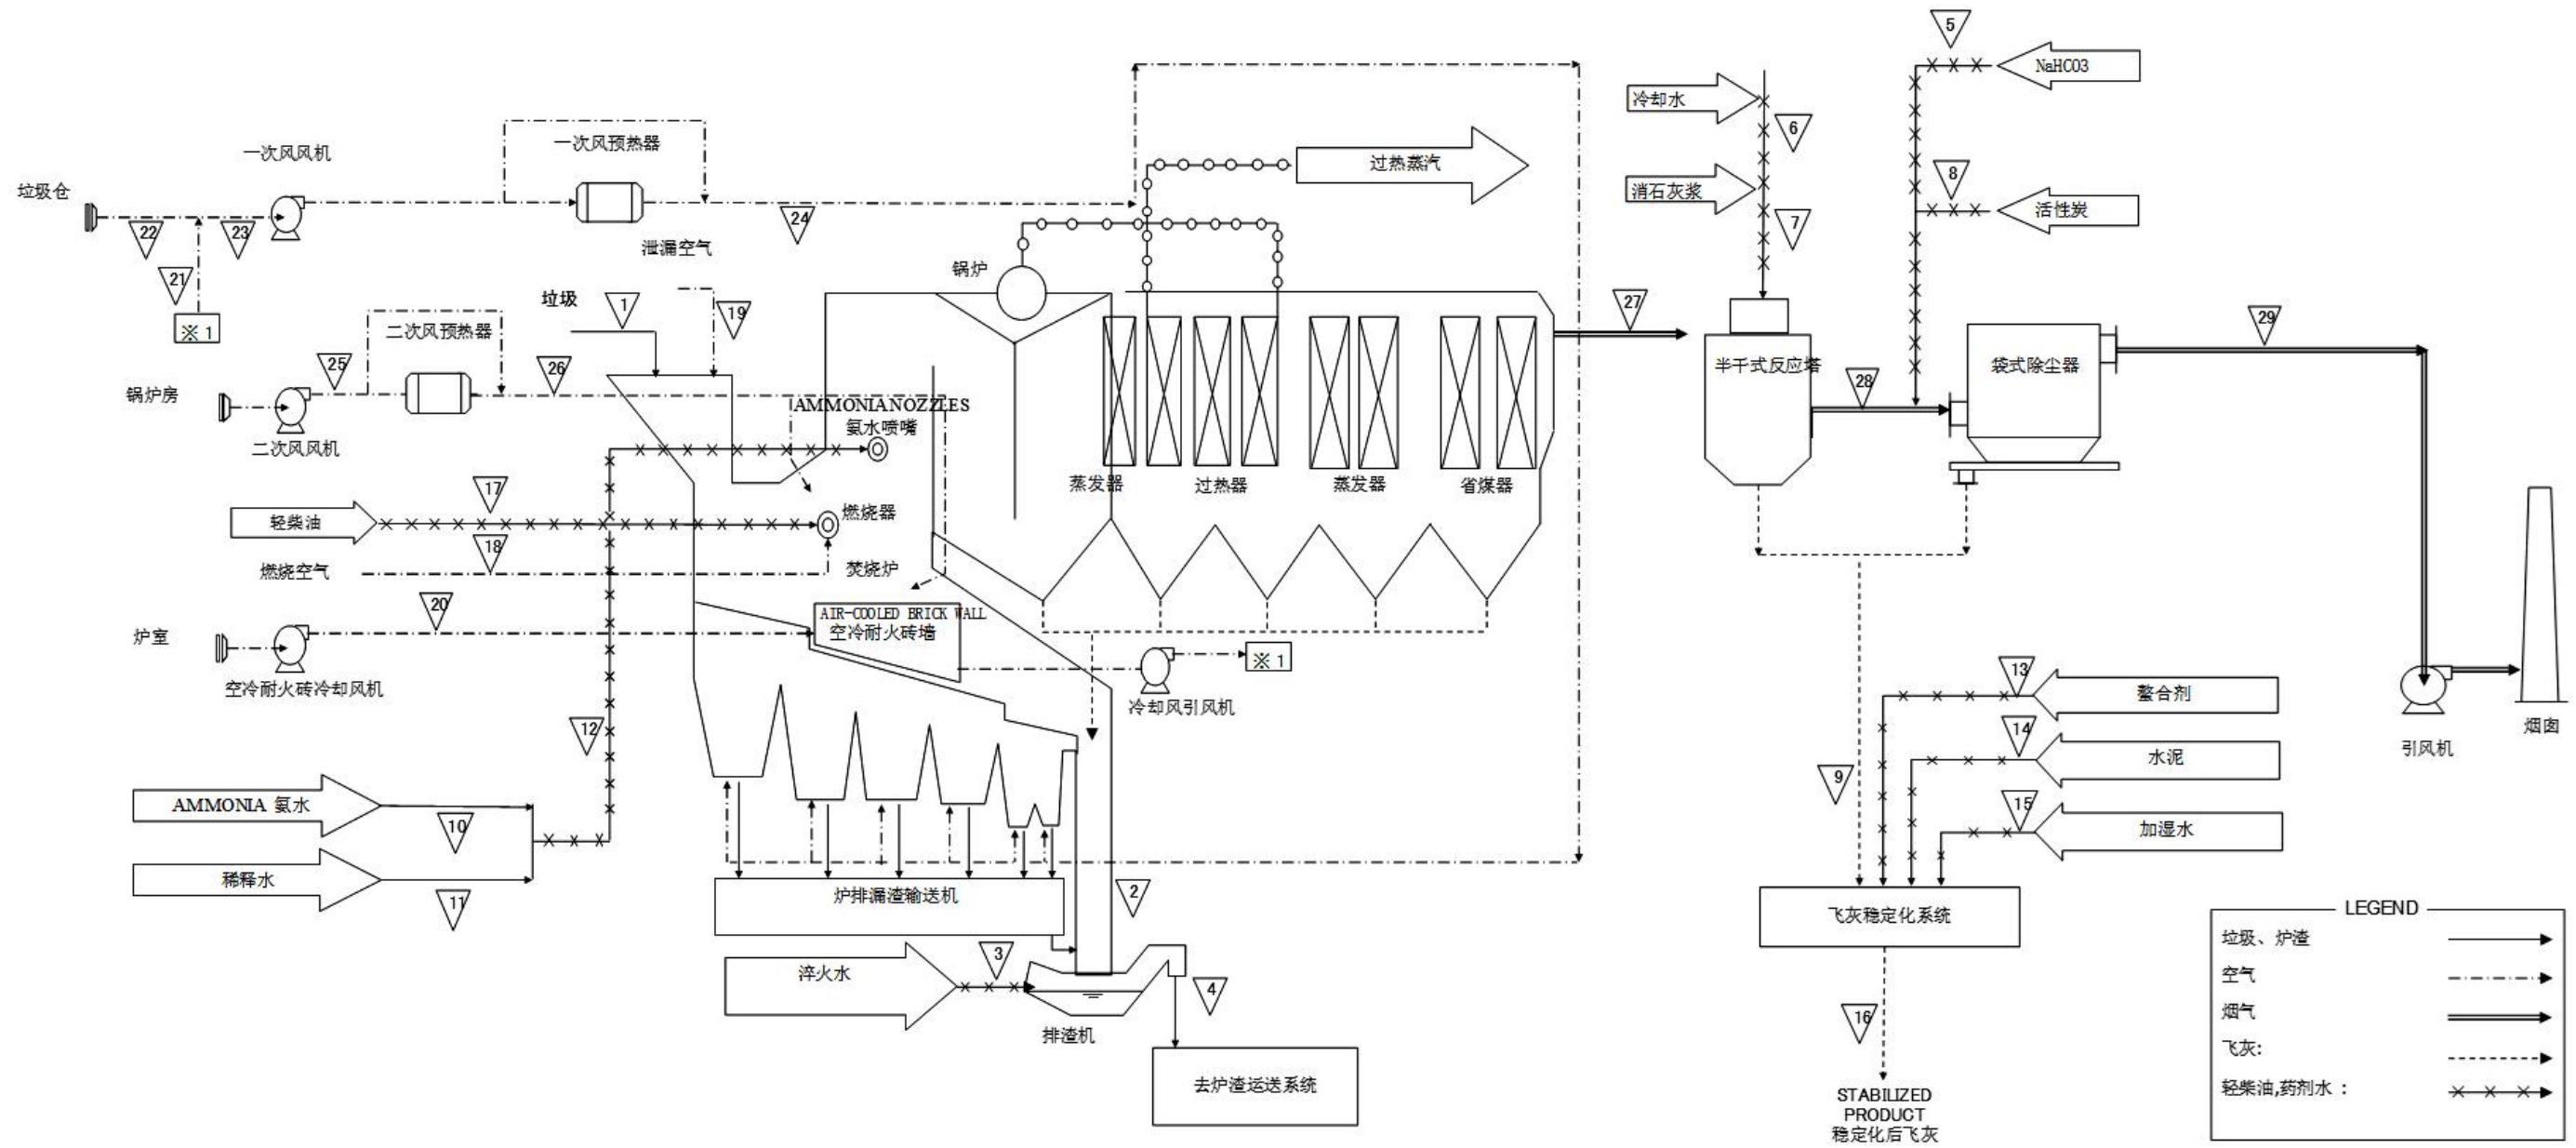 5
NaHCO3
冷却水
6
一次风预热器
一次风风机
过热蒸汽
垃圾仓
消石灰浆
8
活性炭
22
23
24
7
泄漏空气
21
锅炉
垃圾
1
19
27
29
※1
二次风预热器
25
26
半干式反应塔
袋式除尘器
28
锅炉房
AMMONIA NOZZLES
氨水喷嘴
二次风风机
17
蒸发器
过热器
蒸发器
省煤器
轻柴油
燃烧器
18
燃烧空气
焚烧炉
20
AIR-COOLED BRICK WALL
空冷耐火砖墙
炉室
※1
空冷耐火砖冷却风机
冷却风引风机
13
螯合剂
12
14
水泥
引风机
烟囱
9
AMMONIA 氨水
10
15
加湿水
稀释水
11
炉排漏渣输送机
2
飞灰稳定化系统
淬火水
3
4
排渣机
16
去炉渣运送系统
STABILIZED
PRODUCT
稳定化后飞灰
LEGEND
垃圾、炉渣
空气
烟气
飞灰:
轻柴油,药剂水 :